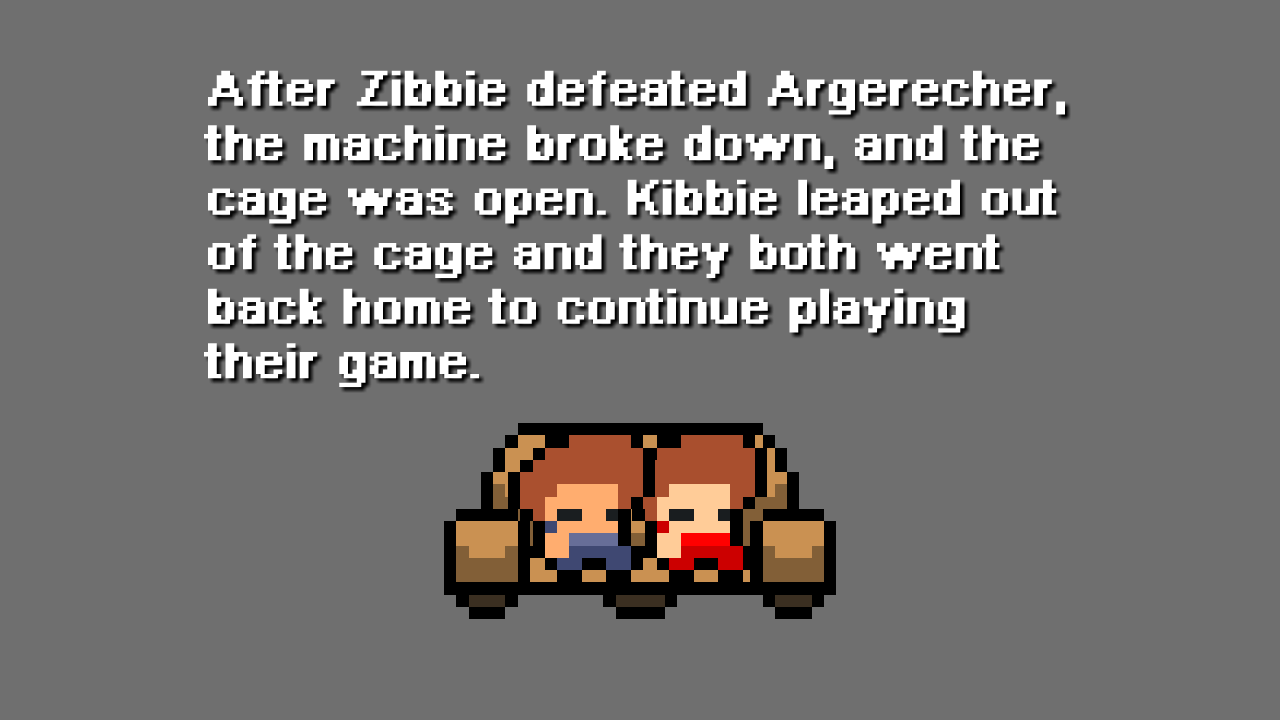 After Zibbie defeated Argerecher,
the machine broke down, and the
cage was open. Kibbie leaped out
of the cage and they both went
back home to continue playing
their game.